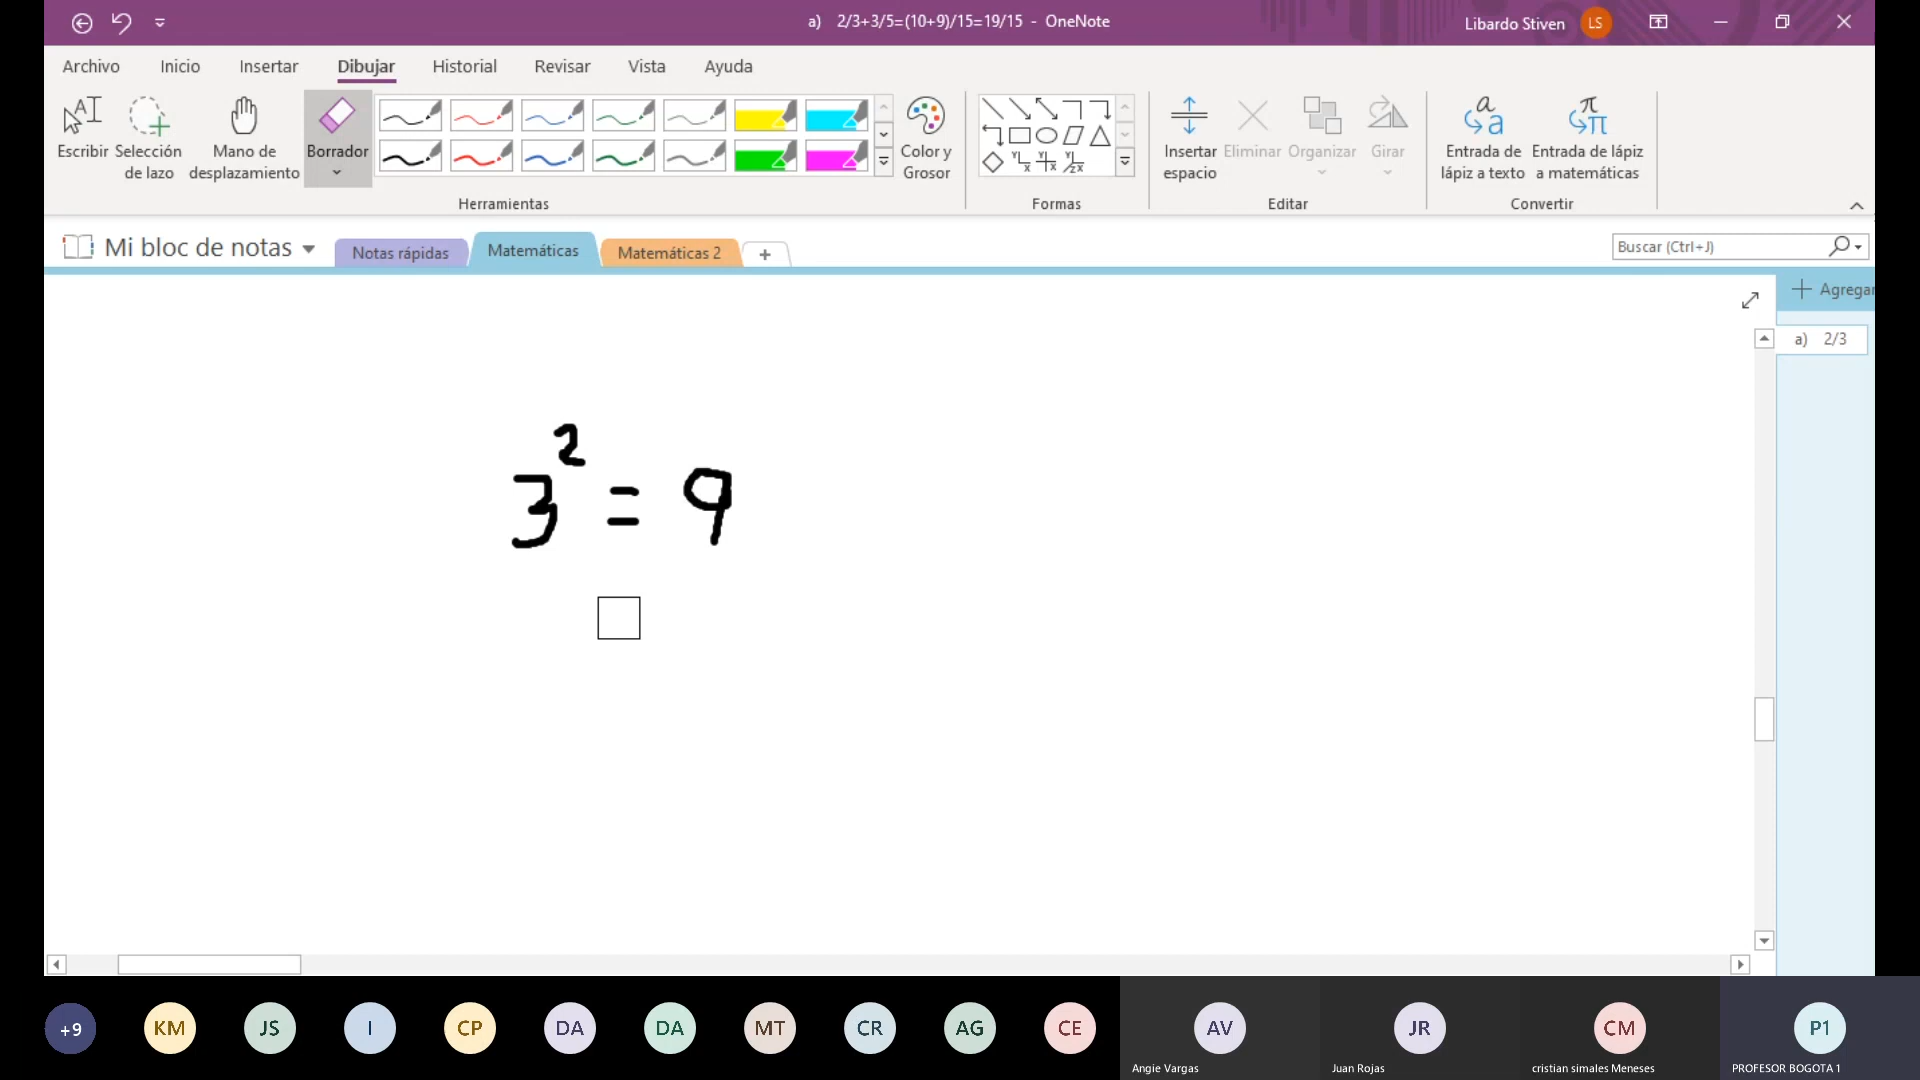 a) 2/3+3/5=(10+9)/15=19/15 - OneNote
Libardo Stiven LS
Archivo Inicio Insertar Dibujar Historial Revisar Vista Ayuda
Escribir
Selección de lazo
Mano de desplazamiento
Borrador
Color y Grosor
Insertar espacio
Eliminar
Organizar
Girar
Entrada de lápiz a texto
Entrada de lápiz a matemáticas
Herramientas Formas Editar Convertir
Mi bloc de notas
Notas rápidas Matemáticas Matemáticas 2 +
Buscar (Ctrl+J)
Agregar
a) 2/3
3² = 9
+9 KM JS I CP DA DA MT CR AG CE AV JR CM P1
Angie Vargas Juan Rojas cristian simales Meneses PROFESOR BOGOTA 1